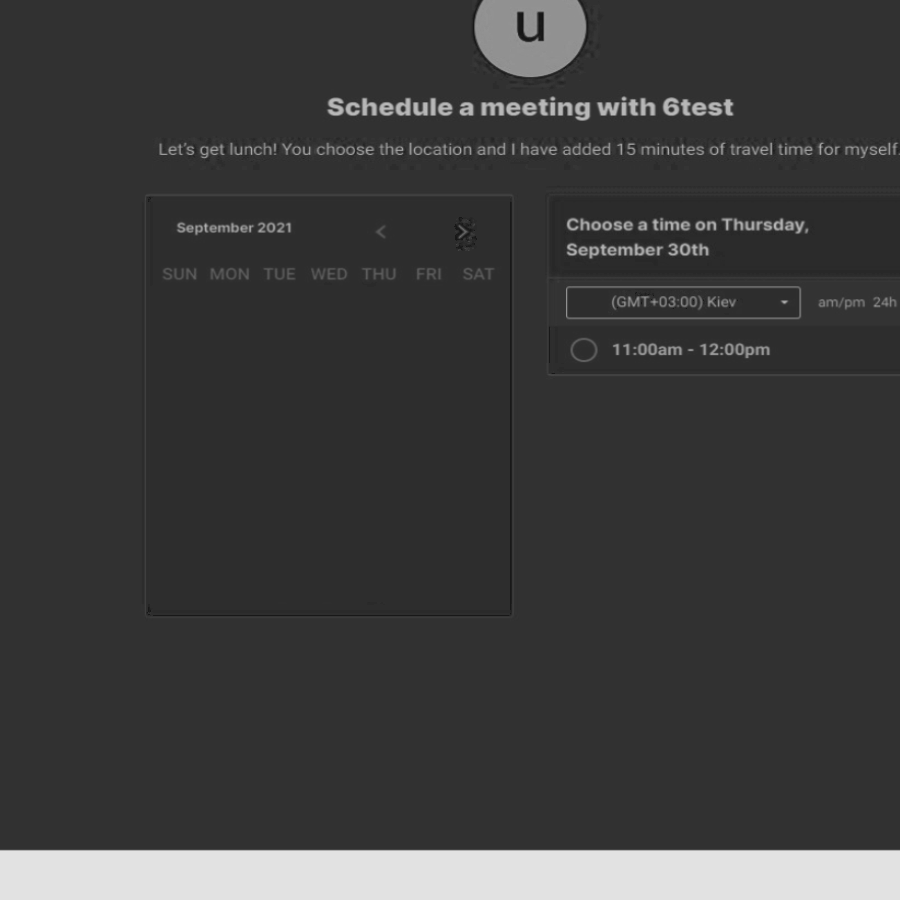 u
Schedule a meeting with 6test
Let's get lunch! You choose the location and I have added 15 minutes of travel time for myself.
September 2021 < >
SUN MON TUE WED THU FRI SAT
Choose a time on Thursday,
September 30th
(GMT+03:00) Kiev
am/pm 24h
11:00am - 12:00pm